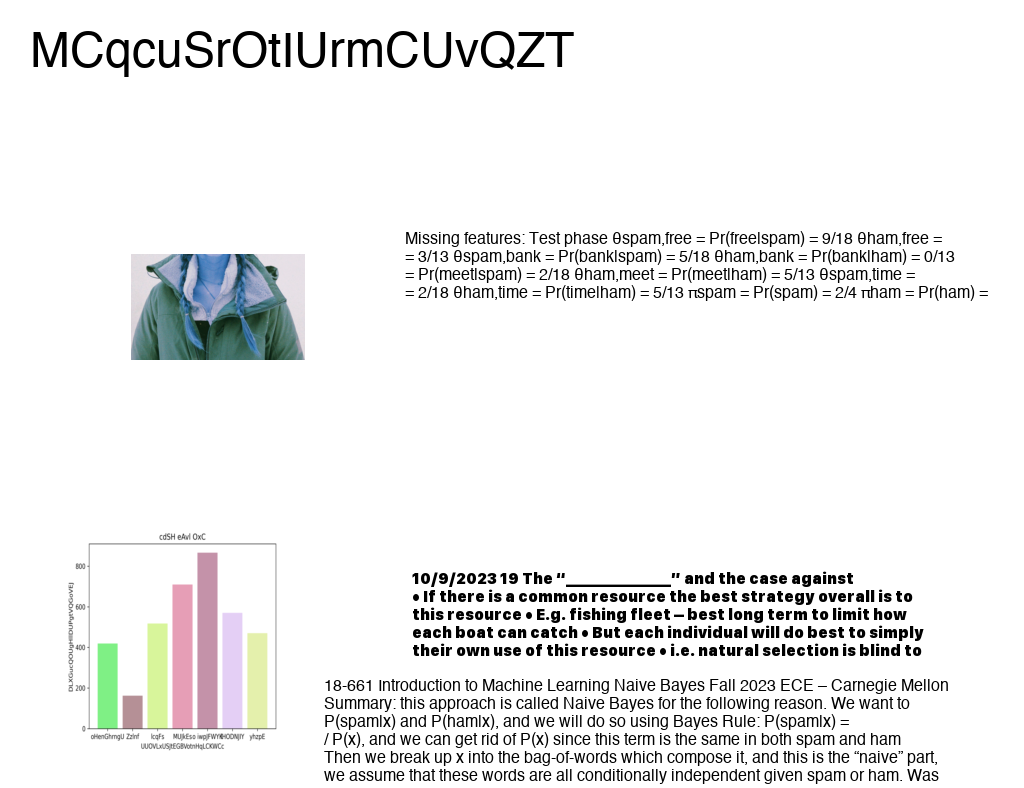 MCqcuSrOtIUrmCUvQZT
Missing features: Test phase θspam,free = Pr(free|spam) = 9/18 θham,free =
= 3/13 θspam,bank = Pr(bank|spam) = 5/18 θham,bank = Pr(bank|ham) = 0/13
= Pr(meet|spam) = 2/18 θham,meet = Pr(meet|ham) = 5/13 θspam,time =
= 2/18 θham,time = Pr(time|ham) = 5/13 πspam = Pr(spam) = 2/4 πham = Pr(ham) =
cdSH eAvl OxC
800
600
400
200
0
oHenGhrngU Zzlnf IcqFs MUjkEso iwpJFWY HODNJIY yhzpE
UUOVLxUSJtEGBVotnHqLCKWCc
10/9/2023 19 The “____________” and the case against
• If there is a common resource the best strategy overall is to
this resource • E.g. fishing fleet – best long term to limit how
each boat can catch • But each individual will do best to simply
their own use of this resource • i.e. natural selection is blind to
18-661 Introduction to Machine Learning Naive Bayes Fall 2023 ECE – Carnegie Mellon
Summary: this approach is called Naive Bayes for the following reason. We want to
P(spam|x) and P(ham|x), and we will do so using Bayes Rule: P(spam|x) =
/ P(x), and we can get rid of P(x) since this term is the same in both spam and ham
Then we break up x into the bag-of-words which compose it, and this is the “naive” part,
we assume that these words are all conditionally independent given spam or ham. Was